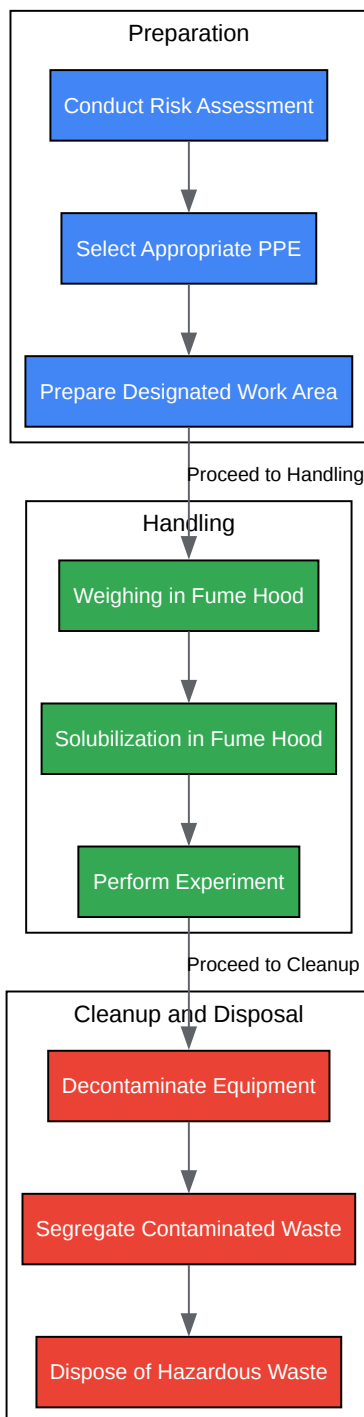 Preparation
Conduct Risk Assessment
Select Appropriate PPE
Prepare Designated Work Area
Proceed to Handling
Handling
Weighing in Fume Hood
Solubilization in Fume Hood
Perform Experiment
Proceed to Cleanup
Cleanup and Disposal
Decontaminate Equipment
Segregate Contaminated Waste
Dispose of Hazardous Waste